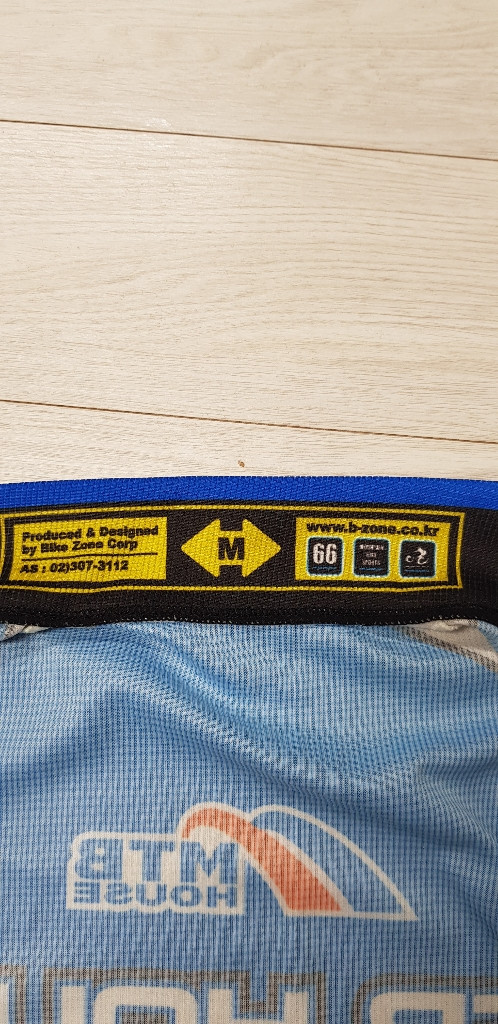 Produced & Designed
by Bike Zone Corp
AS : 02)307-3112
M
www.b-zone.co.kr
66
MTB
HOUSE